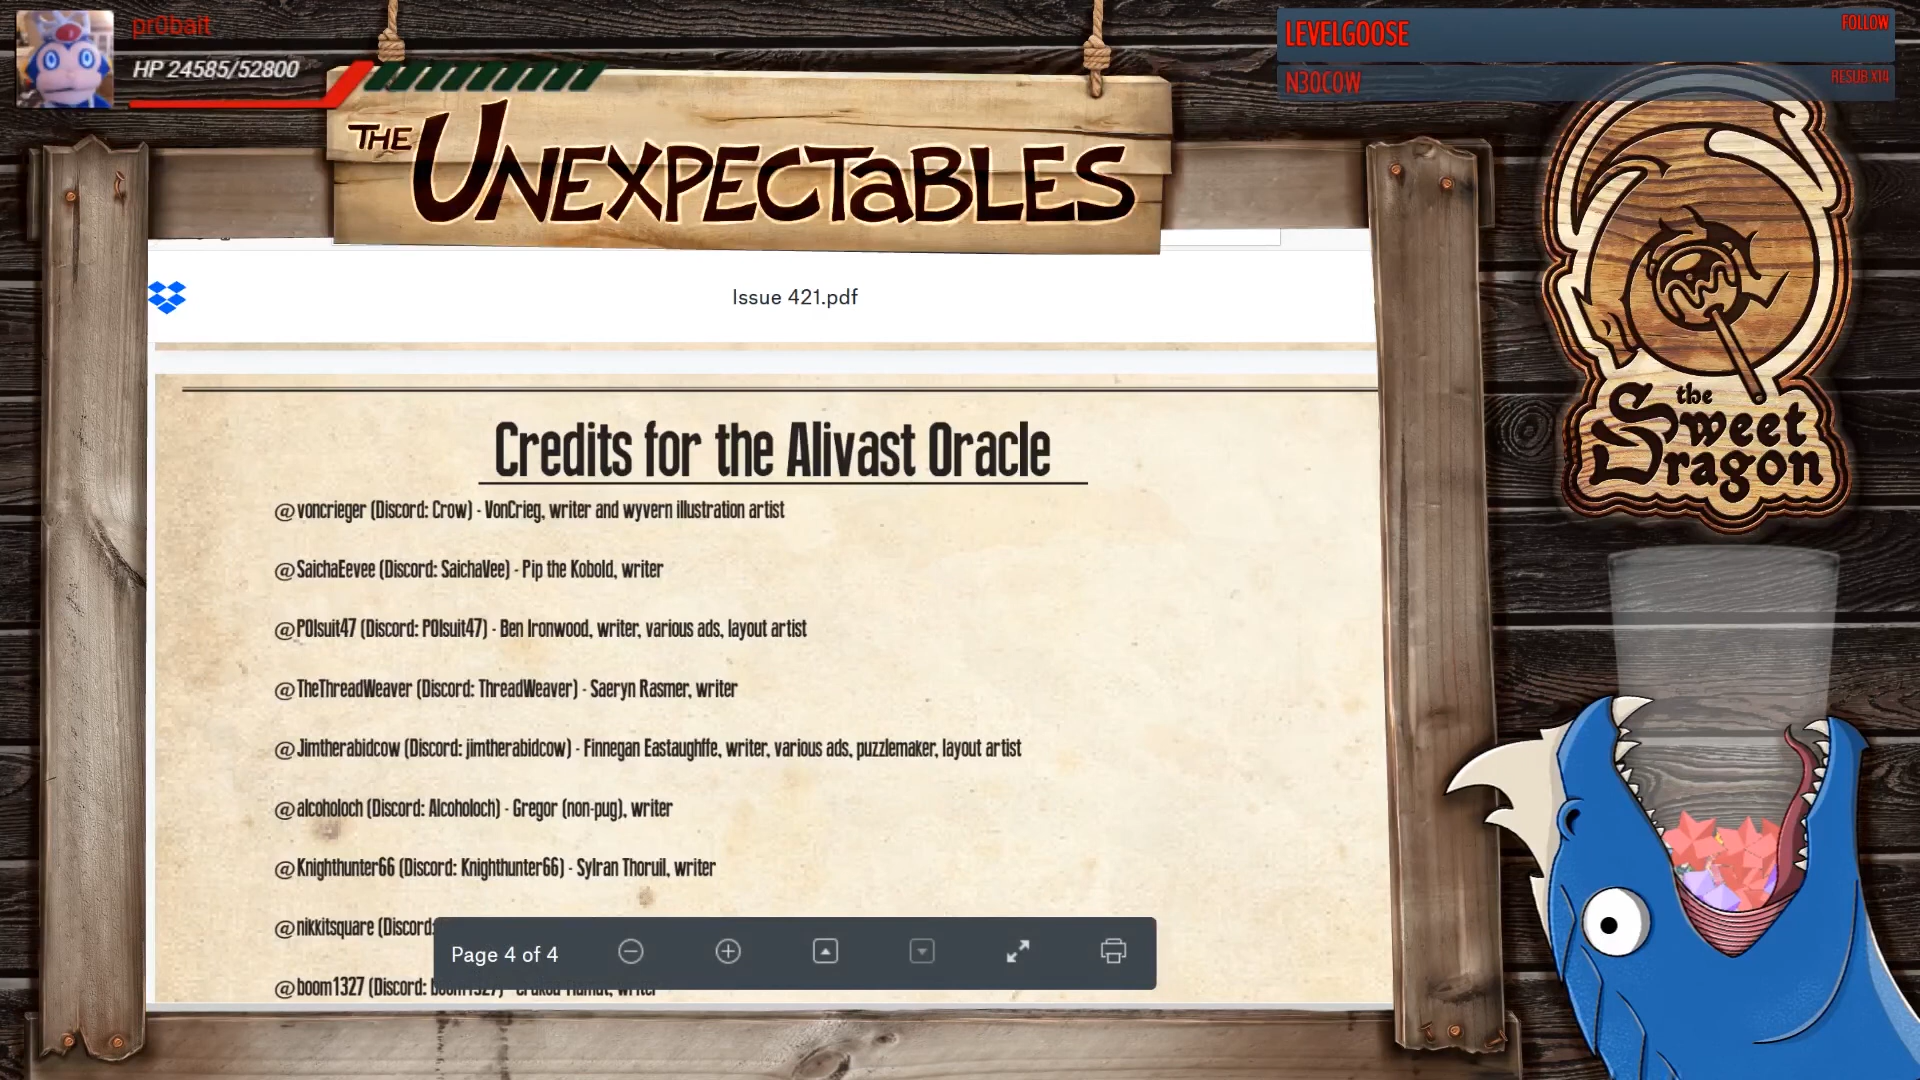 pr0bait
HP 24585/52800
LEVELGOOSE
FOLLOW
N30COW
RESUB X14
THE UNEXPECTaBLES
Issue 421.pdf
the Sweet Dragon
Credits for the Alivast Oracle
@voncrieger (Discord: Crow) - VonCrieg, writer and wyvern illustration artist
@SaichaEevee (Discord: SaichaVee) - Pip the Kobold, writer
@P0lsuit47 (Discord: P0lsuit47) - Ben Ironwood, writer, various ads, layout artist
@TheThreadWeaver (Discord: ThreadWeaver) - Saeryn Rasmer, writer
@Jimtherabidcow (Discord: jimtherabidcow) - Finnegan Eastaughffe, writer, various ads, puzzlemaker, layout artist
@alcoholoch (Discord: Alcoholoch) - Gregor (non-pug), writer
@Knighthunter66 (Discord: Knighthunter66) - Sylran Thoruil, writer
@nikkitsquare (Discord:
Page 4 of 4
@boom1327 (Discord: